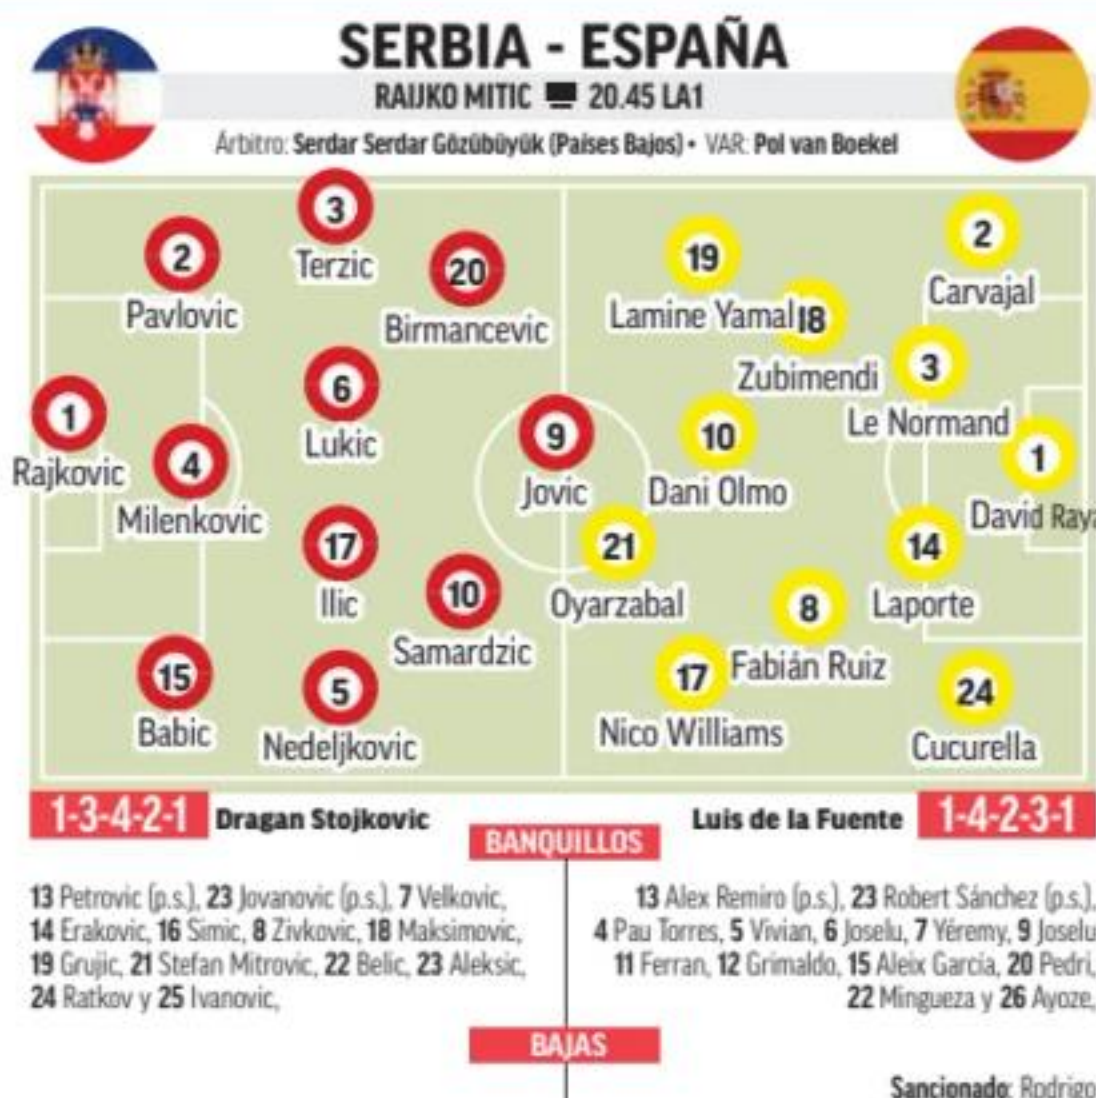 SERBIA - ESPAÑA
RAIJKO MITIC 20.45 LA1
Árbitro: Serdar Serdar Gözübüyük (Países Bajos) • VAR: Pol van Boekel
3
Terzic
2
Pavlovic
20
Birmancevic
19
Lamine Yamal
2
Carvajal
18
Zubimendi
6
Lukic
3
Le Normand
1
Rajkovic
4
Milenkovic
9
Jovic
10
Dani Olmo
1
David Raya
17
Ilic
21
Oyarzabal
14
Laporte
10
Samardzic
8
Fabián Ruiz
15
Babic
5
Nedeljkovic
17
Nico Williams
24
Cucurella
1-3-4-2-1 Dragan Stojkovic
Luis de la Fuente 1-4-2-3-1
BANQUILLOS
13 Petrovic (p.s.), 23 Jovanovic (p.s.), 7 Velkovic,
14 Erakovic, 16 Simic, 8 Zivkovic, 18 Maksimovic,
19 Grujic, 21 Stefan Mitrovic, 22 Belic, 23 Aleksic,
24 Ratkov y 25 Ivanovic,
13 Alex Remiro (p.s.), 23 Robert Sánchez (p.s.),
4 Pau Torres, 5 Vivian, 6 Joselu, 7 Yéremy, 9 Joselu
11 Ferran, 12 Grimaldo, 15 Aleix García, 20 Pedri,
22 Mingueza y 26 Ayoze,
BAJAS
Sancionado: Rodrigo